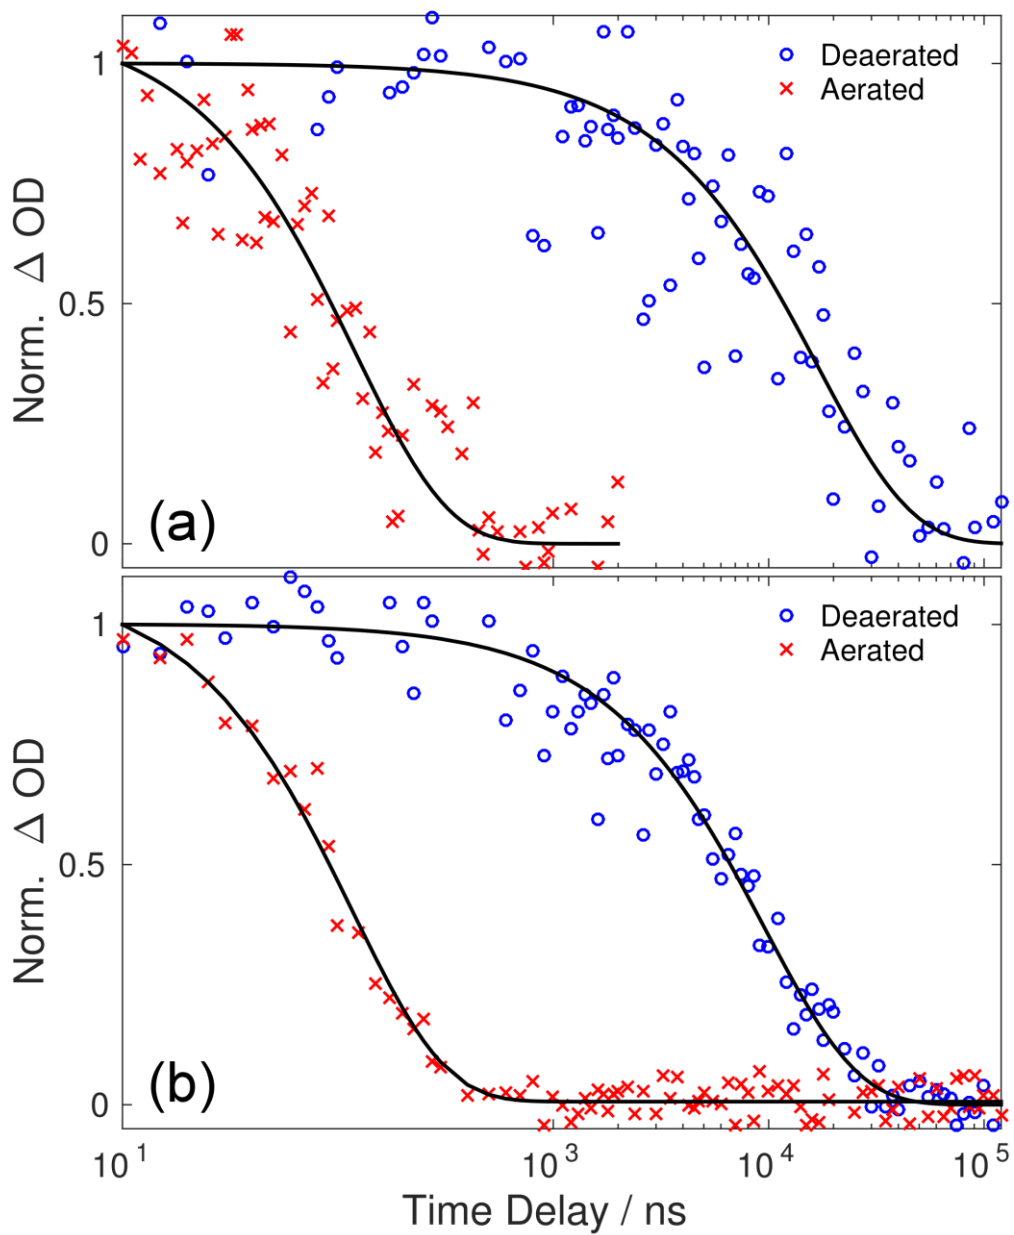 Deaerated
Aerated
1
0.5
0
Norm. Δ OD
(a)
Deaerated
Aerated
1
0.5
0
Norm. Δ OD
(b)
10¹ 10³ 10⁴ 10⁵
Time Delay / ns